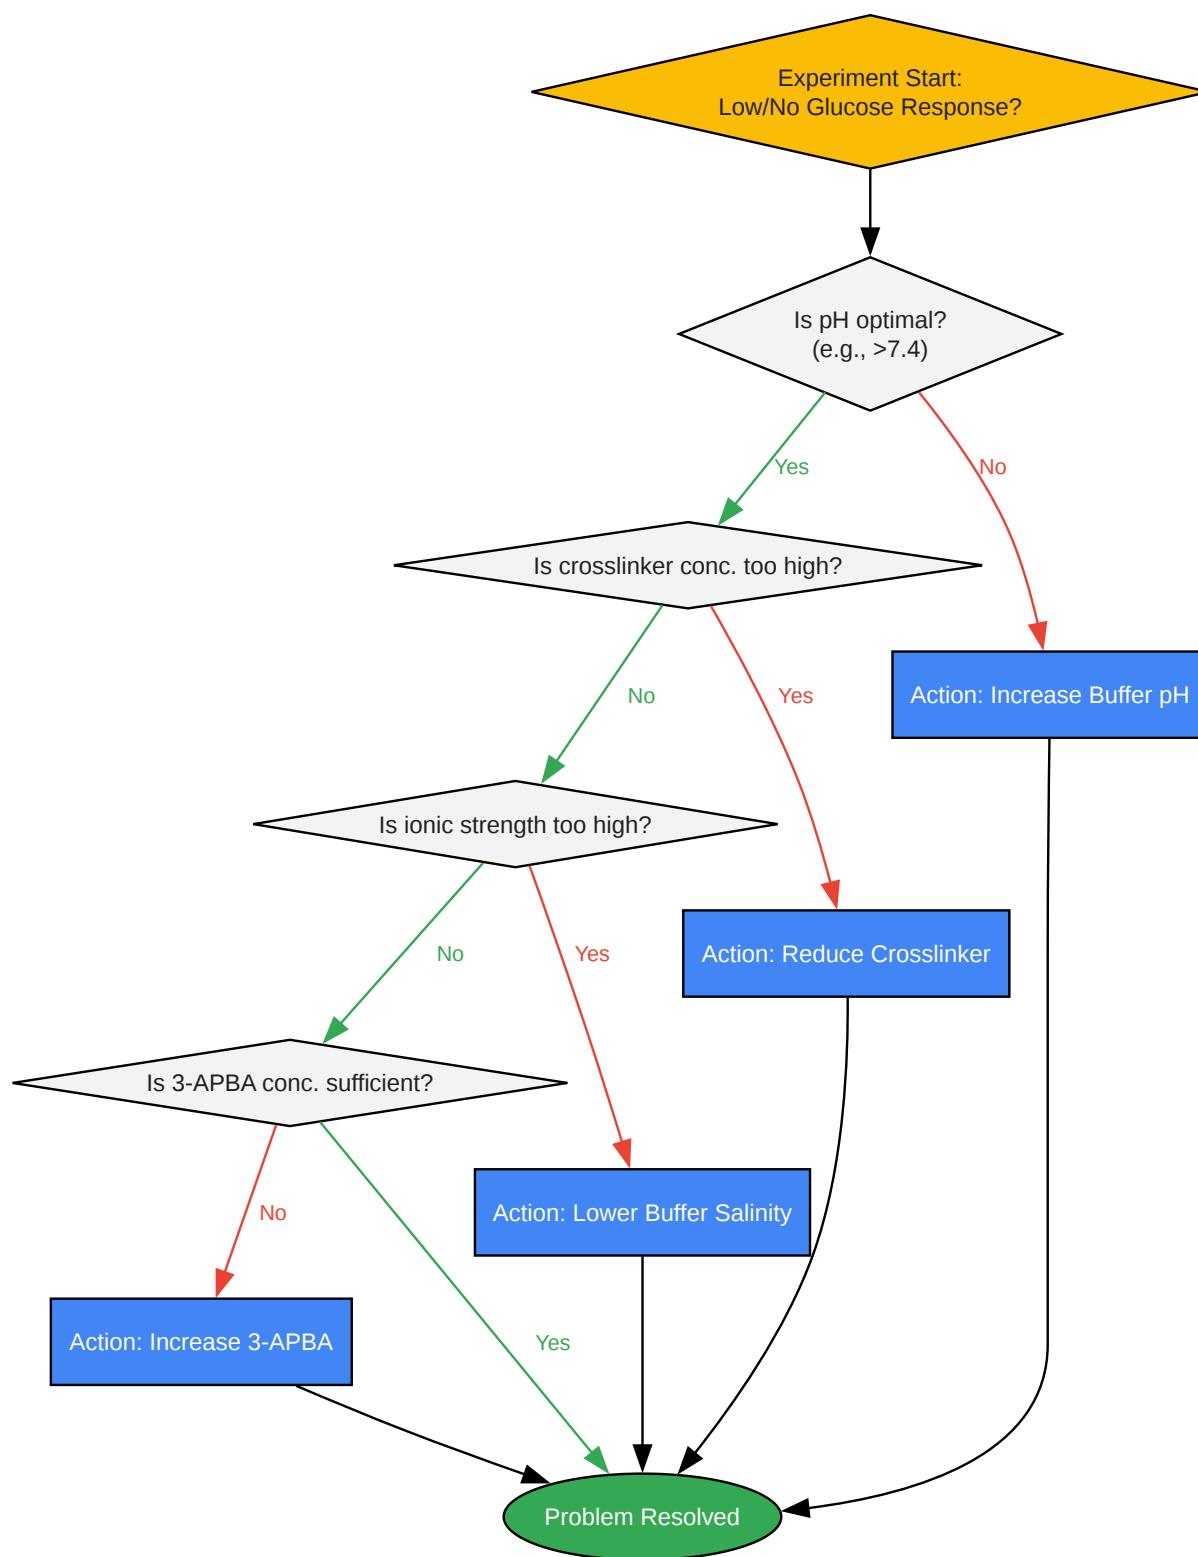 Experiment Start:
Low/No Glucose Response?
Is pH optimal?
(e.g., >7.4)
Yes
No
Is crosslinker conc. too high?
No
Yes
Action: Increase Buffer pH
Is ionic strength too high?
No
Yes
Action: Reduce Crosslinker
Is 3-APBA conc. sufficient?
No
Action: Lower Buffer Salinity
Action: Increase 3-APBA
Yes
Problem Resolved